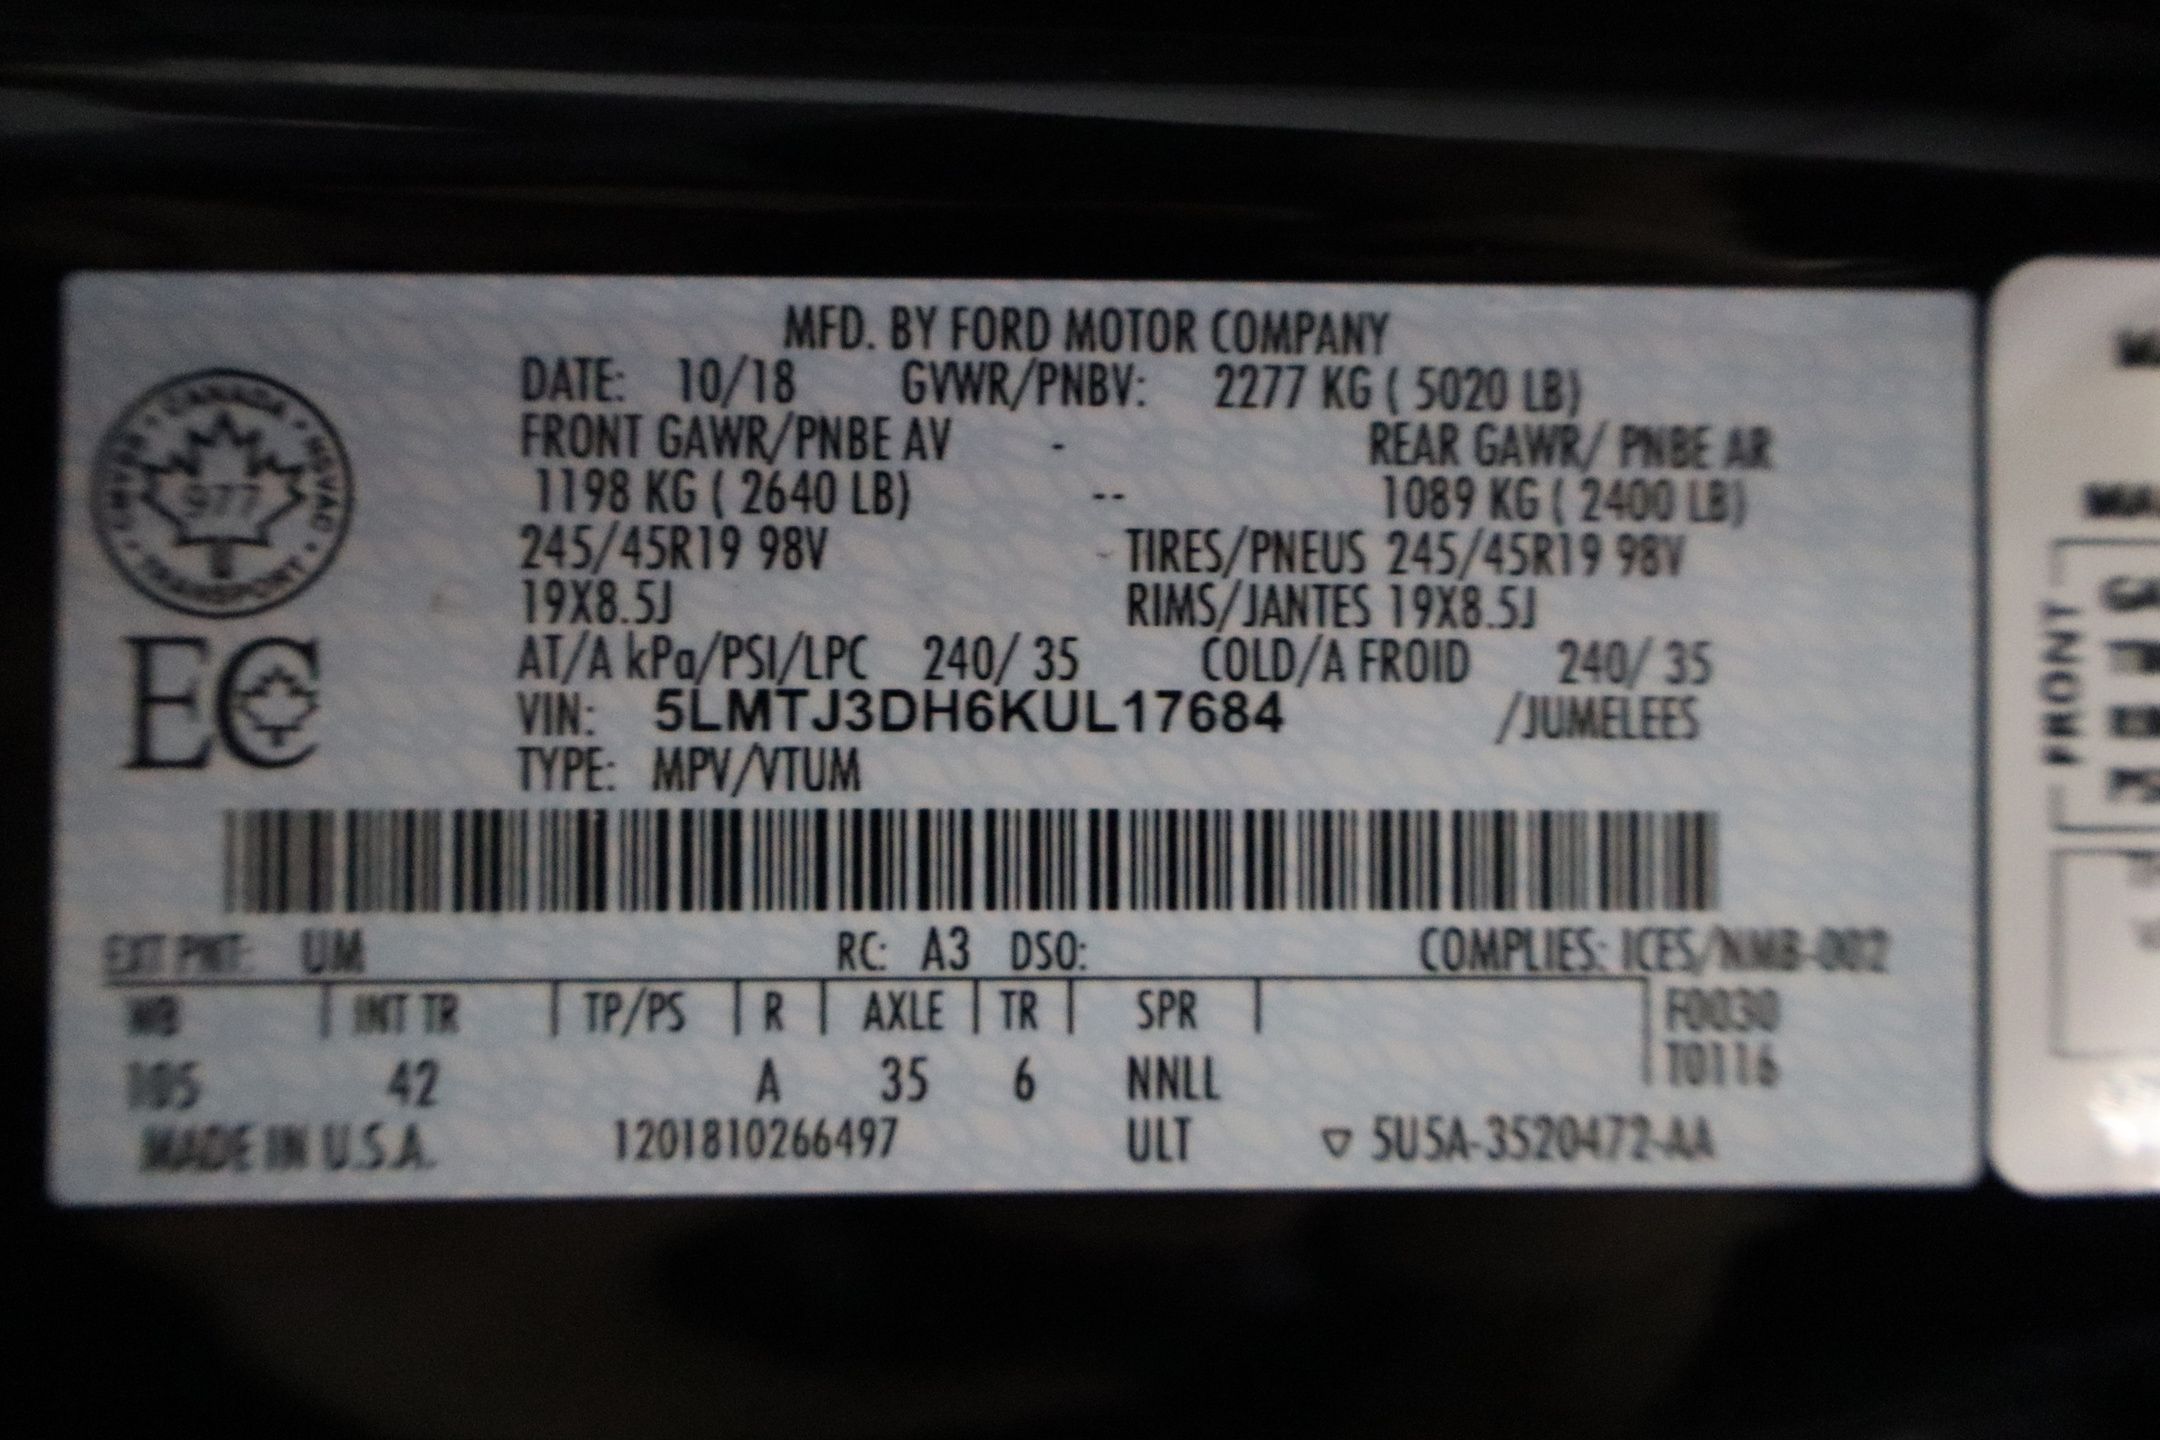 MFD. BY FORD MOTOR COMPANY
DATE: 10/18 GVWR/PNBV: 2277 KG ( 5020 LB)
FRONT GAWR/PNBE AV - REAR GAWR/ PNBE AR
1198 KG ( 2640 LB) -- 1089 KG ( 2400 LB)
245/45R19 98V - TIRES/PNEUS 245/45R19 98V
19X8.5J RIMS/JANTES 19X8.5J
AT/A kPa/PSI/LPC 240/ 35 COLD/A FROID 240/ 35
VIN: 5LMTJ3DH6KUL17684 /JUMELEES
TYPE: MPV/VTUM
CANADA
977
TRANSPORT
EC
EXT PNT: UM RC: A3 DSO: COMPLIES: ICES/NMB-002
WB INT TR TP/PS R AXLE TR SPR F0030
T0116
105 42 A 35 6 NNLL
MADE IN U.S.A. 1201810266497 ULT ▽ 5U5A-3520472-AA
FRONT